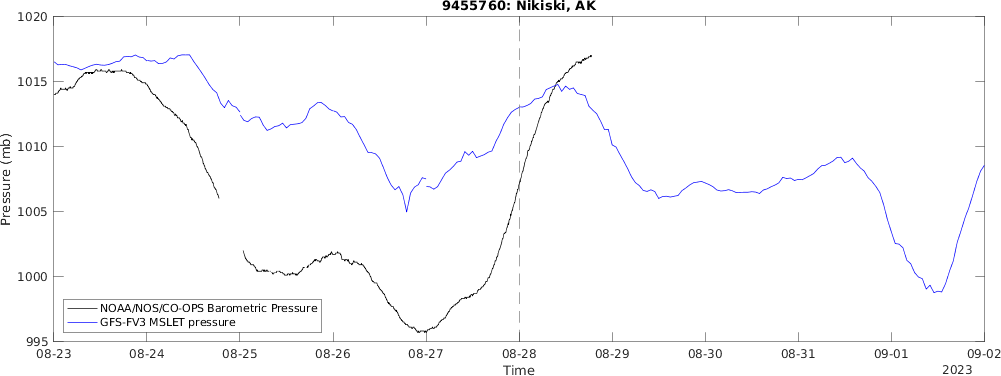 9455760: Nikiski, AK
1020
1015
1010
1005
1000
995
Pressure (mb)
NOAA/NOS/CO-OPS Barometric Pressure
GFS-FV3 MSLET pressure
08-23 08-24 08-25 08-26 08-27 08-28 08-29 08-30 08-31 09-01 09-02
Time
2023